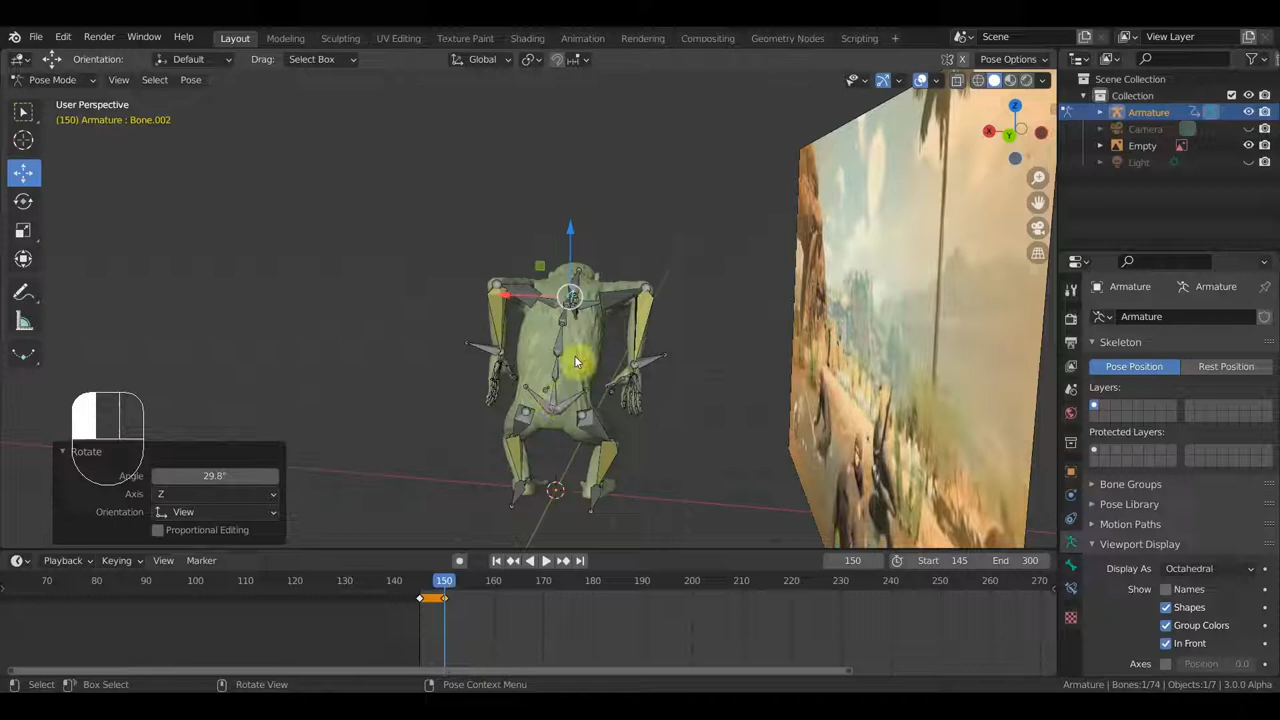 File Edit Render Window Help Layout Modeling Sculpting UV Editing Texture Paint Shading Animation Rendering Compositing Geometry Nodes Scripting + Scene View Layer
Orientation: Default Drag: Select Box Global Pose Options
Pose Mode View Select Pose
User Perspective
(150) Armature : Bone.002
Z
X
Y
Scene Collection
Collection
Armature
Camera
Empty
Light
Armature Armature
Armature
Skeleton
Pose Position Rest Position
Layers:
Protected Layers:
Bone Groups
Pose Library
Motion Paths
Viewport Display
Display As Octahedral
Show Names
Shapes
Group Colors
In Front
Axes Position 0.0
Rotate
Angle 29.8°
Axis Z
Orientation View
Proportional Editing
Playback Keying View Marker 150 Start 145 End 300
70 80 90 100 110 120 130 140 150 160 170 180 190 200 210 220 230 240 250 260 270
Select Box Select Rotate View Pose Context Menu Armature | Bones:1/74 | Objects:1/7 | 3.0.0 Alpha